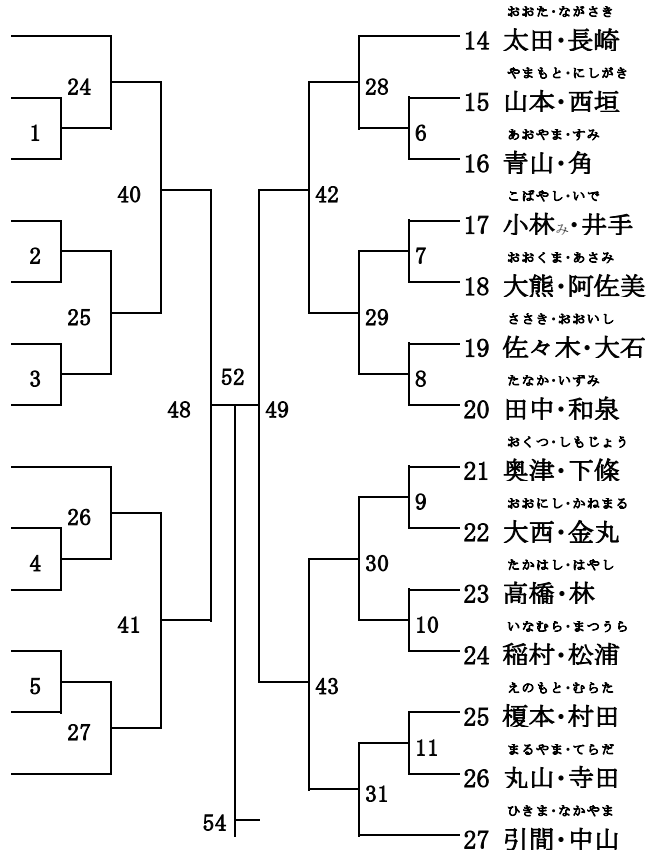 おおた・ながさき
14 太田・長崎
やまもと・にしがき
15 山本・西垣
あおやま・すみ
16 青山・角
こばやし・いで
17 小林み・井手
おおくま・あさみ
18 大熊・阿佐美
ささき・おおいし
19 佐々木・大石
たなか・いずみ
20 田中・和泉
おくつ・しもじょう
21 奥津・下條
おおにし・かねまる
22 大西・金丸
たかはし・はやし
23 高橋・林
いなむら・まつうら
24 稲村・松浦
えのもと・むらた
25 榎本・村田
まるやま・てらだ
26 丸山・寺田
ひきま・なかやま
27 引間・中山
24
1
40
2
25
3
48
26
4
41
5
27
52
54
49
28
6
42
7
29
8
9
30
10
43
11
31